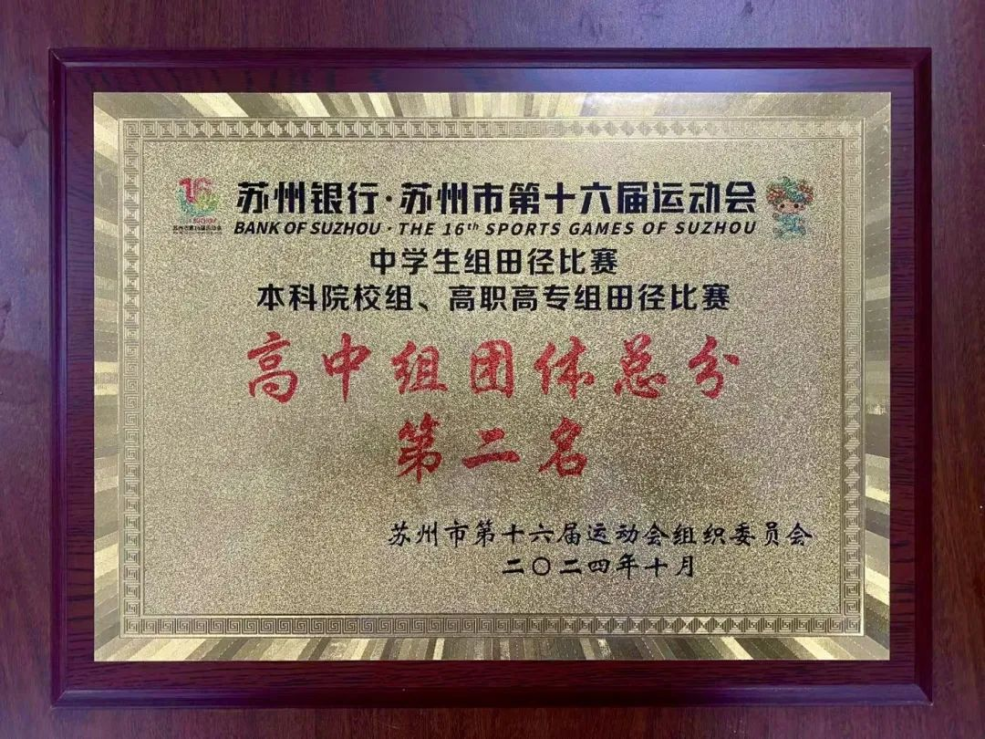 16
苏州银行·苏州市第十六届运动会
BANK OF SUZHOU · THE 16th SPORTS GAMES OF SUZHOU
中学生组田径比赛
本科院校组、高职高专组田径比赛
高中组团体总分
第二名
苏州市第十六届运动会组织委员会
二〇二四年十月